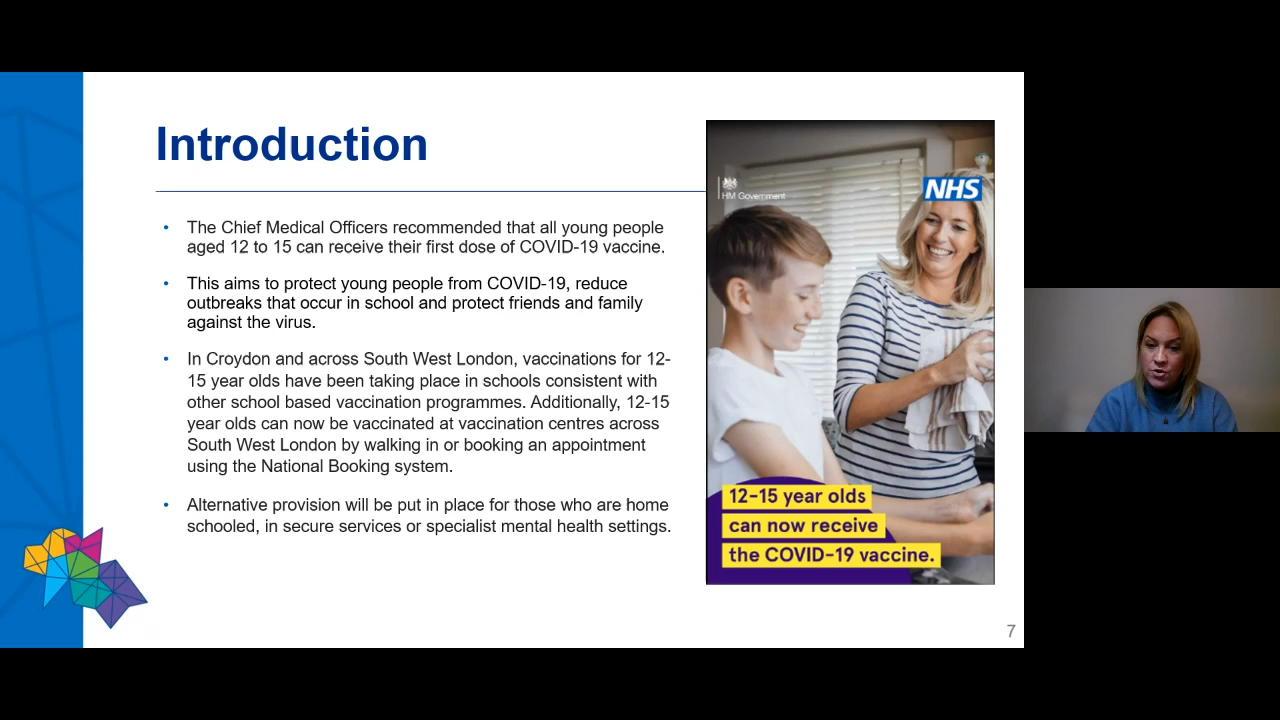 Introduction
• The Chief Medical Officers recommended that all young people
aged 12 to 15 can receive their first dose of COVID-19 vaccine.
• This aims to protect young people from COVID-19, reduce
outbreaks that occur in school and protect friends and family
against the virus.
• In Croydon and across South West London, vaccinations for 12-
15 year olds have been taking place in schools consistent with
other school based vaccination programmes. Additionally, 12-15
year olds can now be vaccinated at vaccination centres across
South West London by walking in or booking an appointment
using the National Booking system.
• Alternative provision will be put in place for those who are home
schooled, in secure services or specialist mental health settings.
HM Government
NHS
12-15 year olds
can now receive
the COVID-19 vaccine.
7